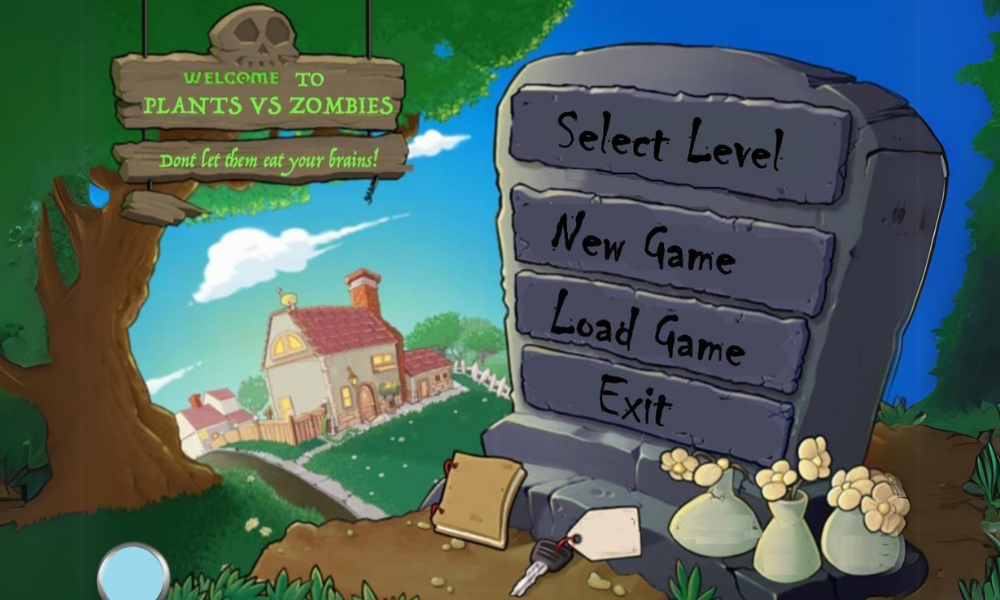 WELCOME TO
PLANTS VS ZOMBIES
Dont let them eat your brains!
Select Level
New Game
Load Game
Exit